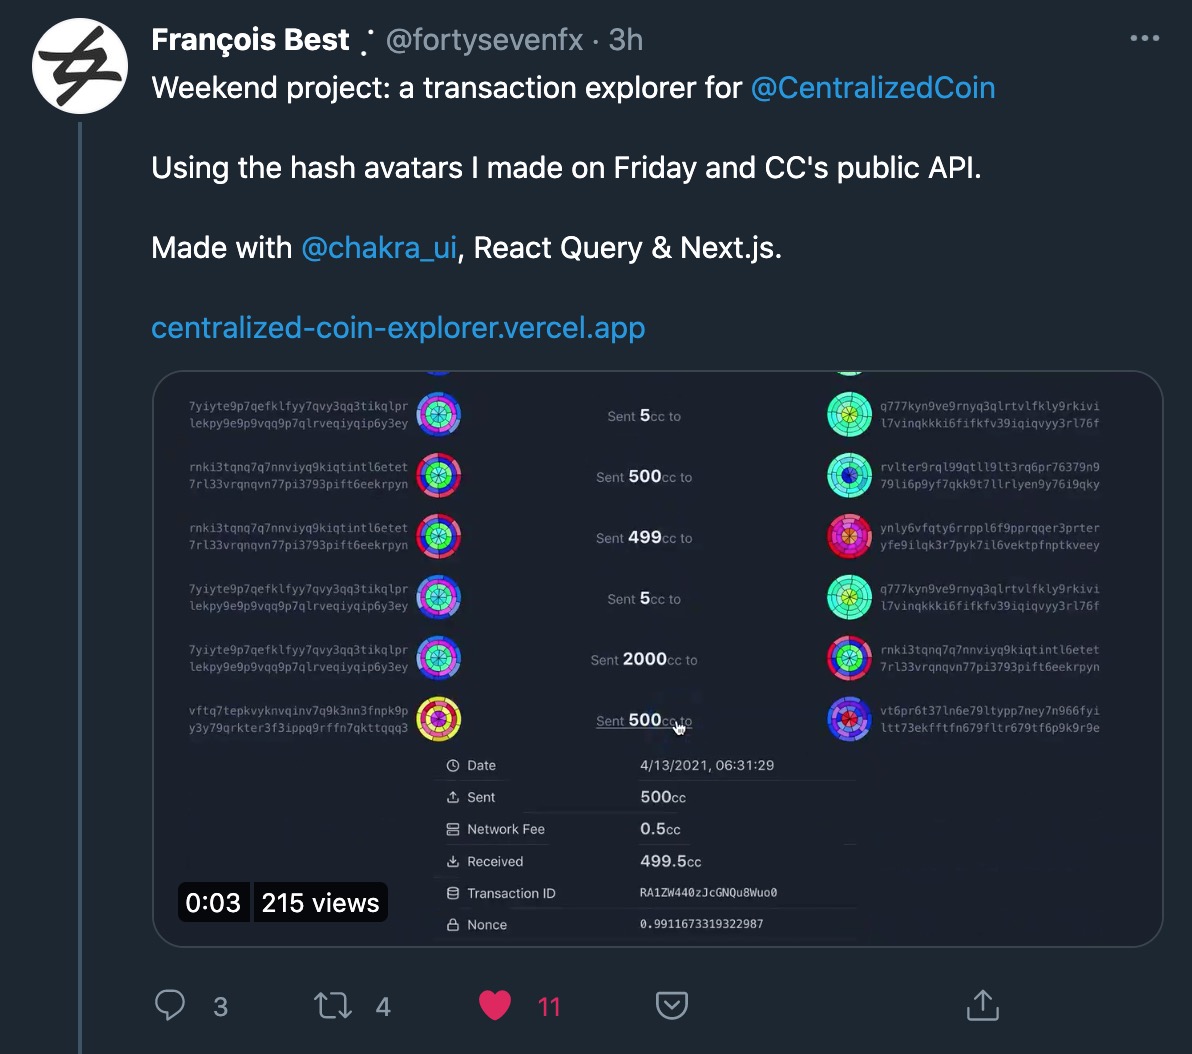 François Best @fortysevenfx · 3h
Weekend project: a transaction explorer for @CentralizedCoin
Using the hash avatars I made on Friday and CC's public API.
Made with @chakra_ui, React Query & Next.js.
centralized-coin-explorer.vercel.app
7yiyte9p7qefklfyy7qvy3qq3tikqlpr
lekpy9e9p9vqq9p7qlrveqiyqip6y3ey
Sent 5cc to
q777kyn9ve9rnyq3qlrtvlfkly9rkivi
l7vinqkkki6fifkfv39iqiqvyy3rl76f
rnki3tqnq7q7nnviyq9kiqtintl6etet
7rl33vrqnqvn77pi3793pift6eekrpyn
Sent 500cc to
rvlter9rql99qtll9lt3rq6pr76379n9
79li6p9yf7qkk9t7llrlyen9y76i9qky
rnki3tqnq7q7nnviyq9kiqtintl6etet
7rl33vrqnqvn77pi3793pift6eekrpyn
Sent 499cc to
ynly6vfqty6rrppl6f9pprqqer3prter
yfe9ilqk3r7pyk7il6vektpfnptkveey
7yiyte9p7qefklfyy7qvy3qq3tikqlpr
lekpy9e9p9vqq9p7qlrveqiyqip6y3ey
Sent 5cc to
q777kyn9ve9rnyq3qlrtvlfkly9rkivi
l7vinqkkki6fifkfv39iqiqvyy3rl76f
7yiyte9p7qefklfyy7qvy3qq3tikqlpr
lekpy9e9p9vqq9p7qlrveqiyqip6y3ey
Sent 2000cc to
rnki3tqnq7q7nnviyq9kiqtintl6etet
7rl33vrqnqvn77pi3793pift6eekrpyn
vftq7tepkvyknvqinv7q9k3nn3fnpk9p
y3y79qrkter3f3ippq9rffn7qkttqqq3
Sent 500cc to
vt6pr6t37ln6e79ltypp7ney7n966fyi
ltt73ekfftfn679fltr679tf6p9k9r9e
Date 4/13/2021, 06:31:29
Sent 500cc
Network Fee 0.5cc
Received 499.5cc
Transaction ID RA1ZW440zJcGNQu8Wuo0
Nonce 0.9911673319322987
0:03 215 views
3 4 11